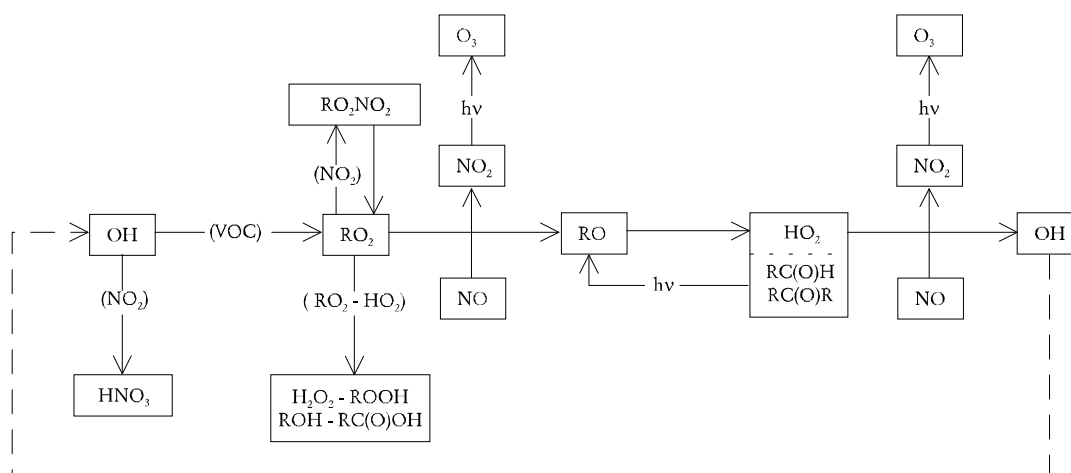 O₃
O₃
RO₂NO₂
hν
hν
(NO₂)
NO₂
NO₂
OH
(VOC)
RO₂
RO
HO₂
OH
RC(O)H
RC(O)R
hν
(NO₂)
( RO₂ - HO₂)
NO
NO
HNO₃
H₂O₂ - ROOH
ROH - RC(O)OH